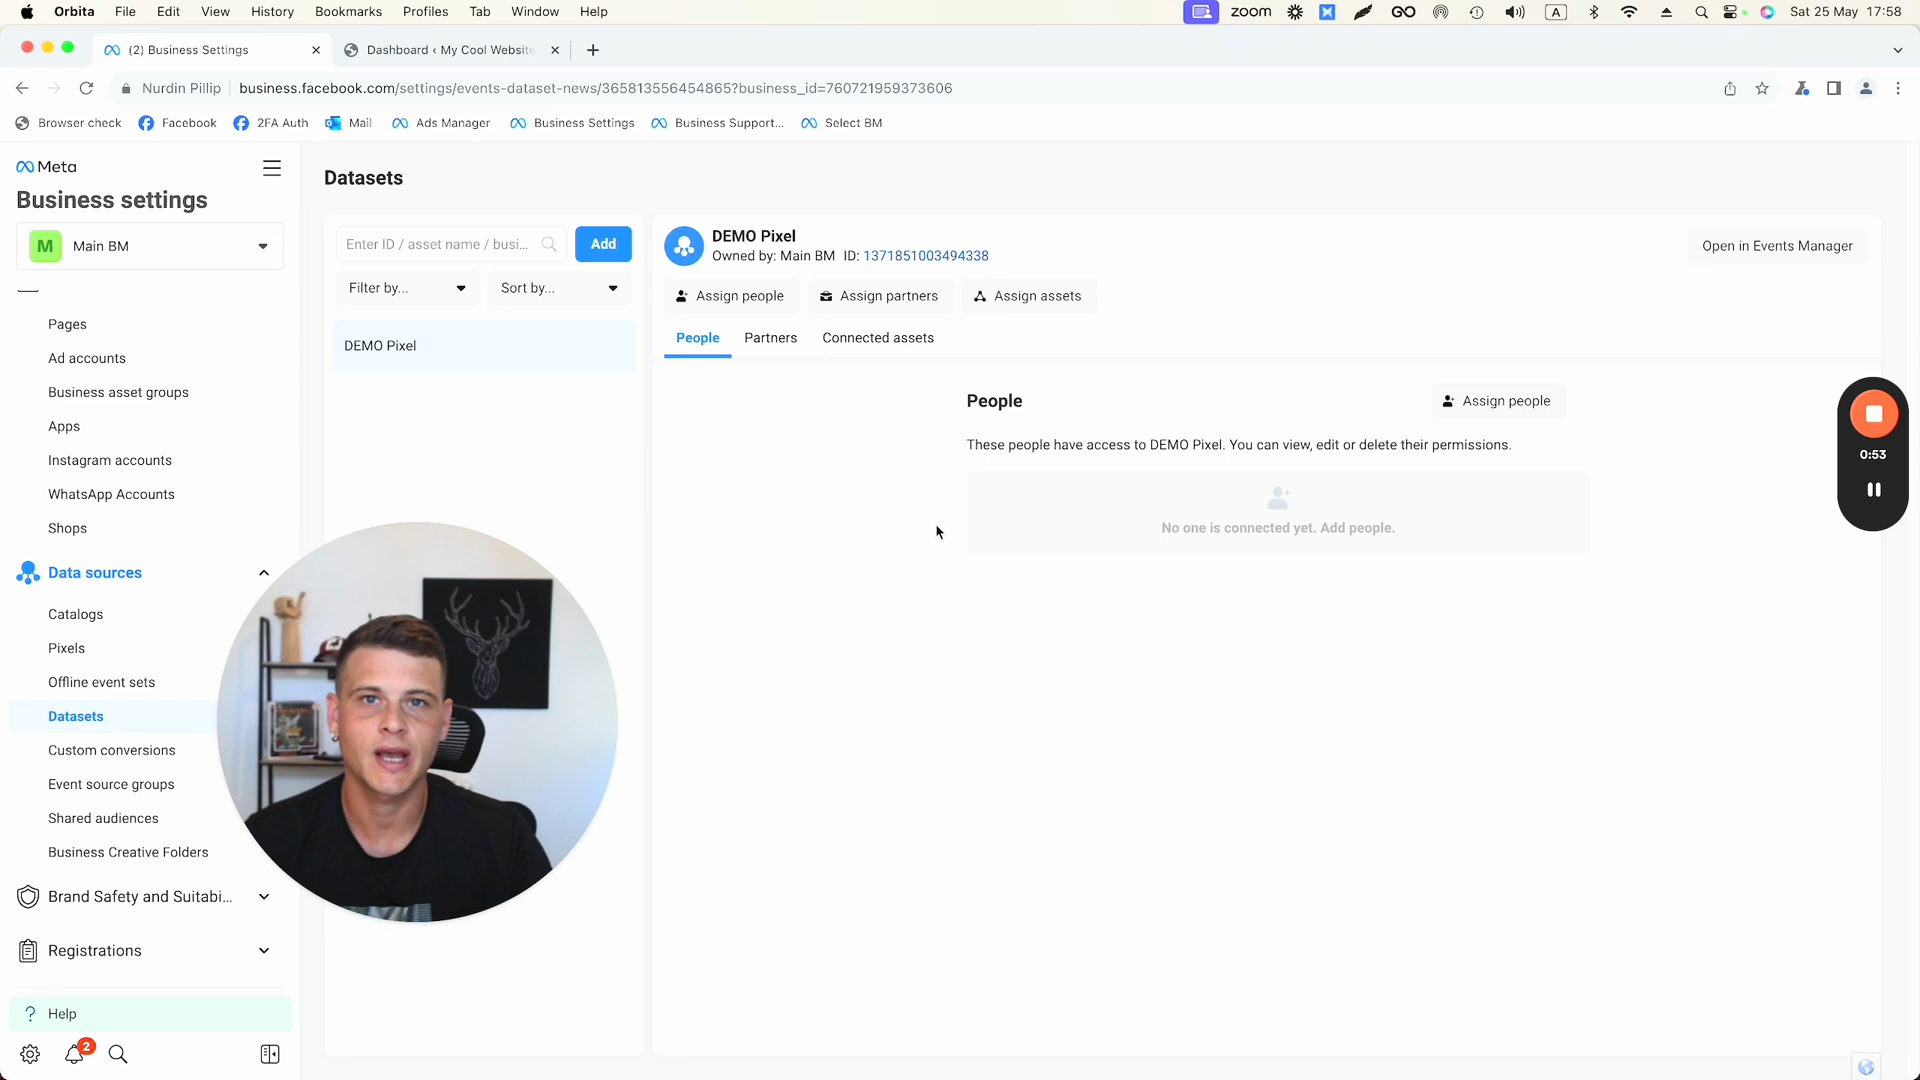 Orbita File Edit View History Bookmarks Profiles Tab Window Help
zoom A Sat 25 May 17:58
(2) Business Settings Dashboard ‹ My Cool Website
Nurdin Pillip business.facebook.com/settings/events-dataset-news/365813556454865?business_id=760721959373606
Browser check Facebook 2FA Auth Mail Ads Manager Business Settings Business Support... Select BM
Meta
Business settings
M Main BM
Pages
Ad accounts
Business asset groups
Apps
Instagram accounts
WhatsApp Accounts
Shops
Data sources
Catalogs
Pixels
Offline event sets
Datasets
Custom conversions
Event source groups
Shared audiences
Business Creative Folders
Brand Safety and Suitabi...
Registrations
? Help
2
Datasets
Enter ID / asset name / busi... Add
Filter by... Sort by...
DEMO Pixel
DEMO Pixel
Owned by: Main BM ID: 1371851003494338
Open in Events Manager
Assign people Assign partners Assign assets
People Partners Connected assets
People Assign people
These people have access to DEMO Pixel. You can view, edit or delete their permissions.
No one is connected yet. Add people.
0:53